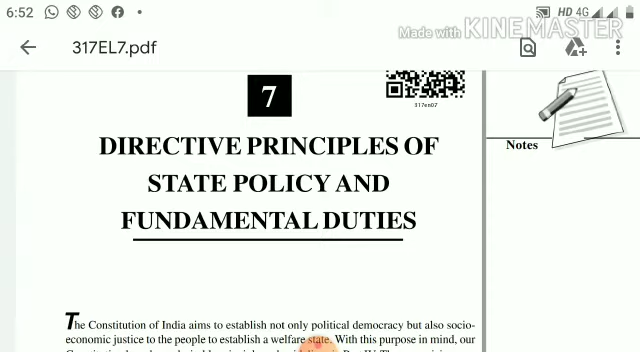 6:52
HD 4G
Made with KINEMASTER
317EL7.pdf
7
317en07
DIRECTIVE PRINCIPLES OF
STATE POLICY AND
FUNDAMENTAL DUTIES
Notes
The Constitution of India aims to establish not only political democracy but also socio-
economic justice to the people to establish a welfare state. With this purpose in mind, our